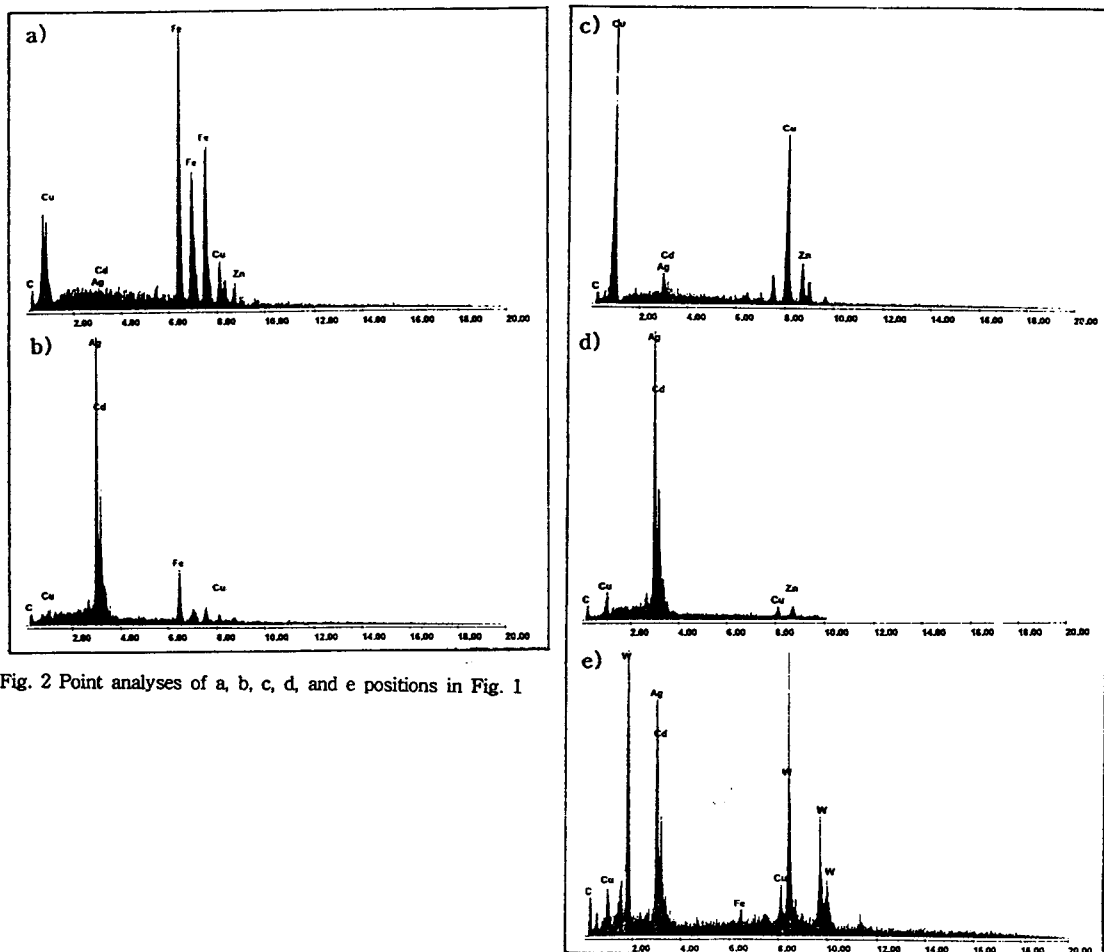 a)
Fe
Fe
Fe
Cu
Cu
Cd
Ag
Zn
C
2.00 4.00 6.00 8.00 10.00 12.00 14.00 16.00 18.00 20.00
b)
Ag
Cd
Fe
Cu
Cu
C
2.00 4.00 6.00 8.00 10.00 12.00 14.00 16.00 18.00 20.00
Fig. 2 Point analyses of a, b, c, d, and e positions in Fig. 1
c)
Cu
Cu
Cd
Ag
Zn
C
2.00 4.00 6.00 8.00 10.00 12.00 14.00 16.00 18.00 20.00
d)
Ag
Cd
Cu
Zn
Cu
C
2.00 4.00 6.00 8.00 10.00 12.00 14.00 16.00 18.00 20.00
e)
W
Ag
Cd
W
W
W
Cu
Cu
Fe
C
2.00 4.00 6.00 8.00 10.00 12.00 14.00 16.00 18.00 20.00